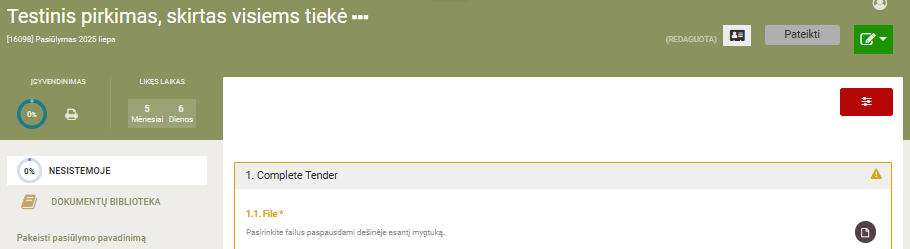 Testinis pirkimas, skirtas visiems tiekė ...
[16098] Pasiūlymas 2025 liepa
(REDAGUOTA)
Pateikti
ĮGYVENDINIMAS
LIKĘS LAIKAS
0%
5 6
Mėnesiai Dienos
0% NESISTEMOJE
DOKUMENTŲ BIBLIOTEKA
Pakeisti pasiūlymo pavadinimą
1. Complete Tender
1.1. File *
Pasirinkite failus paspausdami dešinėje esantį mygtuką.